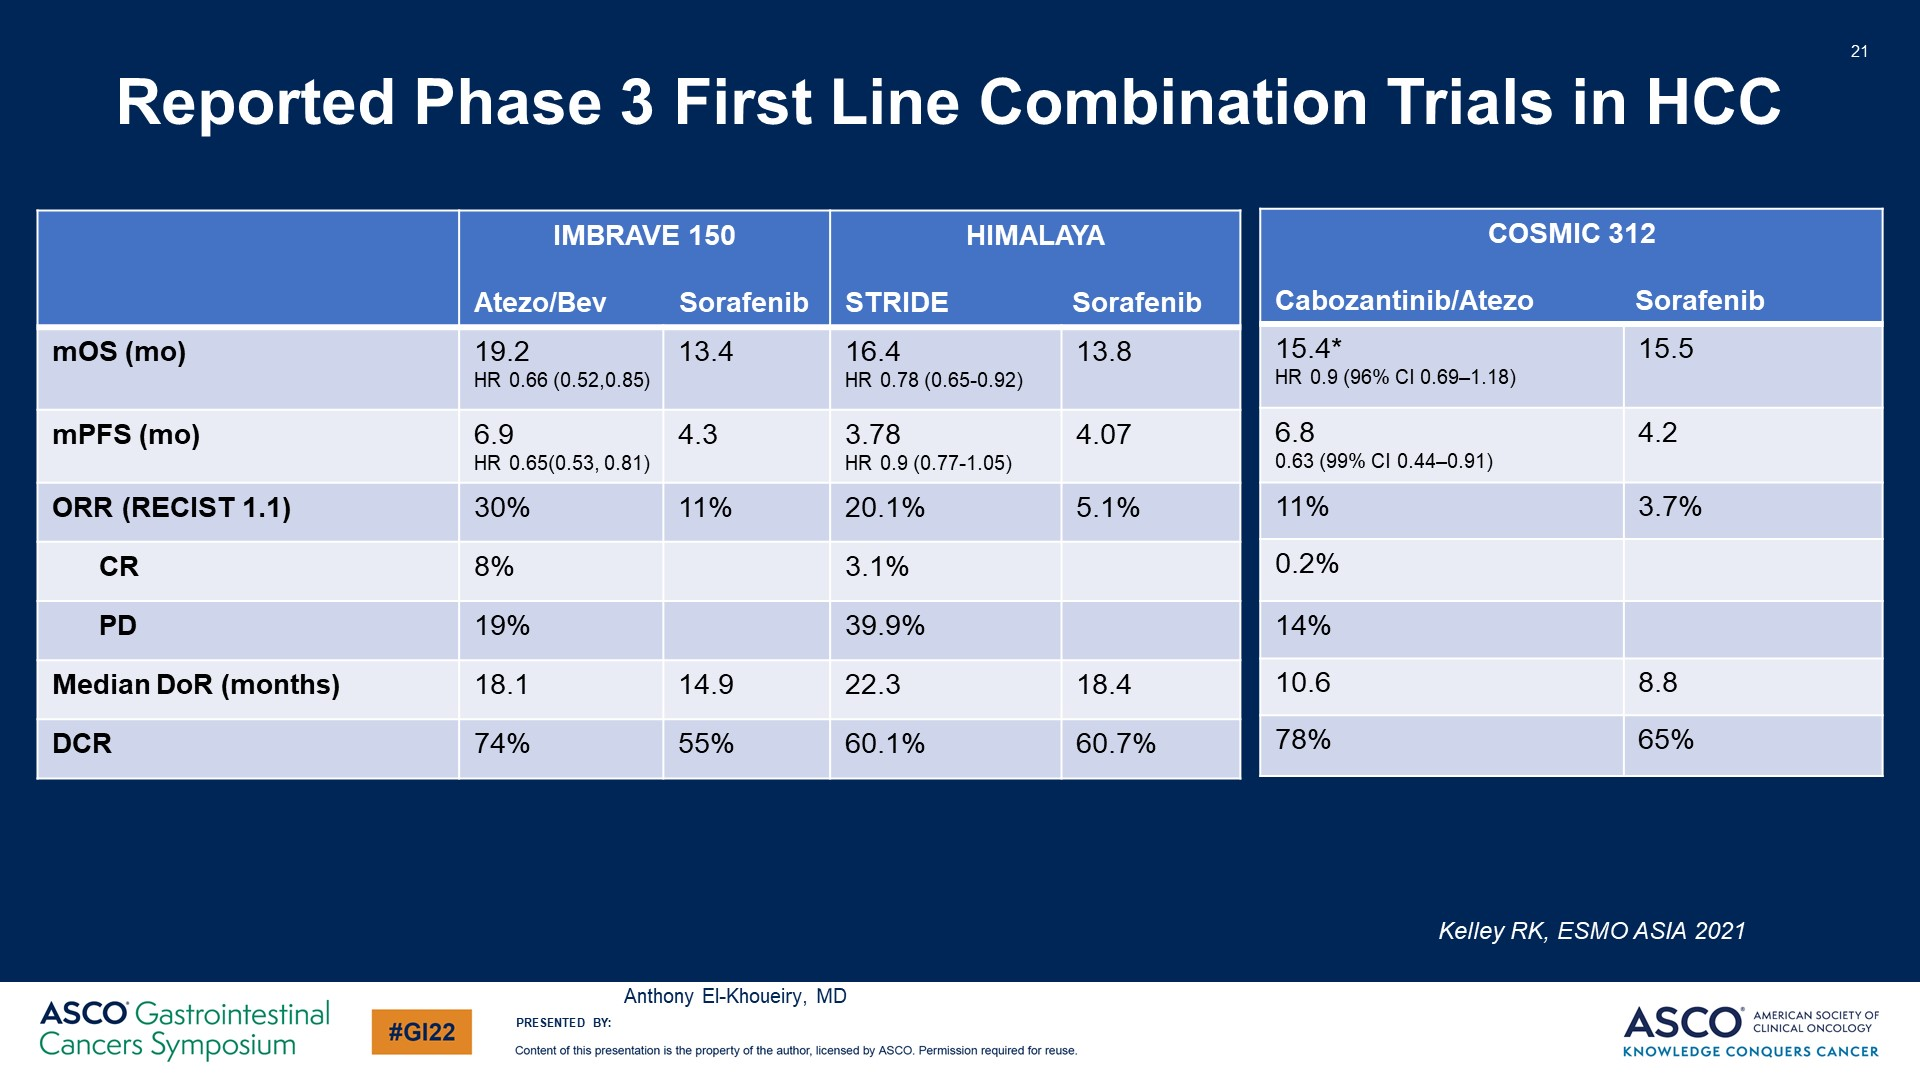 21
Reported Phase 3 First Line Combination Trials in HCC
IMBRAVE 150 HIMALAYA COSMIC 312
Atezo/Bev Sorafenib STRIDE Sorafenib Cabozantinib/Atezo Sorafenib
mOS (mo) 19.2 13.4 16.4 13.8 15.4* 15.5
HR 0.66 (0.52,0.85) HR 0.78 (0.65-0.92) HR 0.9 (96% CI 0.69–1.18)
mPFS (mo) 6.9 4.3 3.78 4.07 6.8 4.2
HR 0.65(0.53, 0.81) HR 0.9 (0.77-1.05) 0.63 (99% CI 0.44–0.91)
ORR (RECIST 1.1) 30% 11% 20.1% 5.1% 11% 3.7%
CR 8% 3.1% 0.2%
PD 19% 39.9% 14%
Median DoR (months) 18.1 14.9 22.3 18.4 10.6 8.8
DCR 74% 55% 60.1% 60.7% 78% 65%
Kelley RK, ESMO ASIA 2021
ASCO Gastrointestinal
Cancers Symposium
#GI22
Anthony El-Khoueiry, MD
PRESENTED BY:
Content of this presentation is the property of the author, licensed by ASCO. Permission required for reuse.
ASCO AMERICAN SOCIETY OF
CLINICAL ONCOLOGY
KNOWLEDGE CONQUERS CANCER